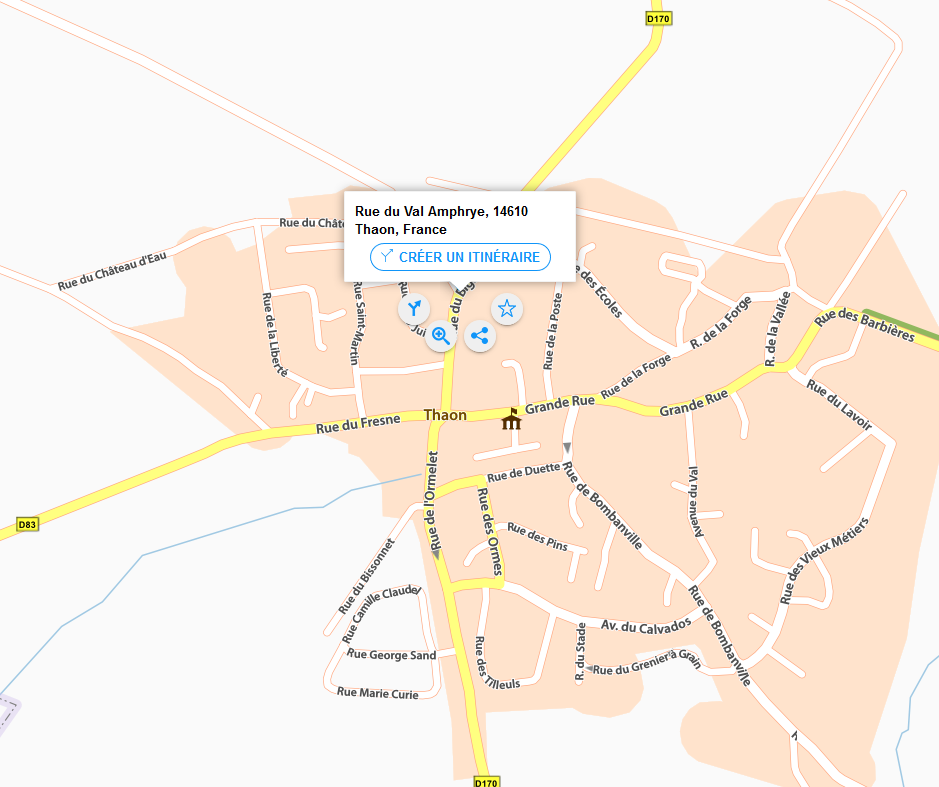 D170
Rue du Val Amphrye, 14610
Thaon, France
CRÉER UN ITINÉRAIRE
Rue du
Rue du Château d'Eau
des Écoles
Rue de la Liberté
Rue Saint-Martin
Rue de la Poste
R. de la Forge
R. de la Vallée
Rue des Barbières
Rue de la Forge
Rue du Fresne
Thaon
Grande Rue
Grande Rue
Rue du Lavoir
Rue de l'Ormelet
Rue de Duette
Rue de Bombanville
Avenue du Val
D83
Rue des Ormes
Rue des Pins
Rue du Bissonnet
Rue des Vieux Métiers
Rue Camille Claudel
Rue de Bombanville
Av. du Calvados
R. du Stade
Rue George Sand
Rue des Tilleuls
Rue du Grenier à Grain
Rue Marie Curie
D170